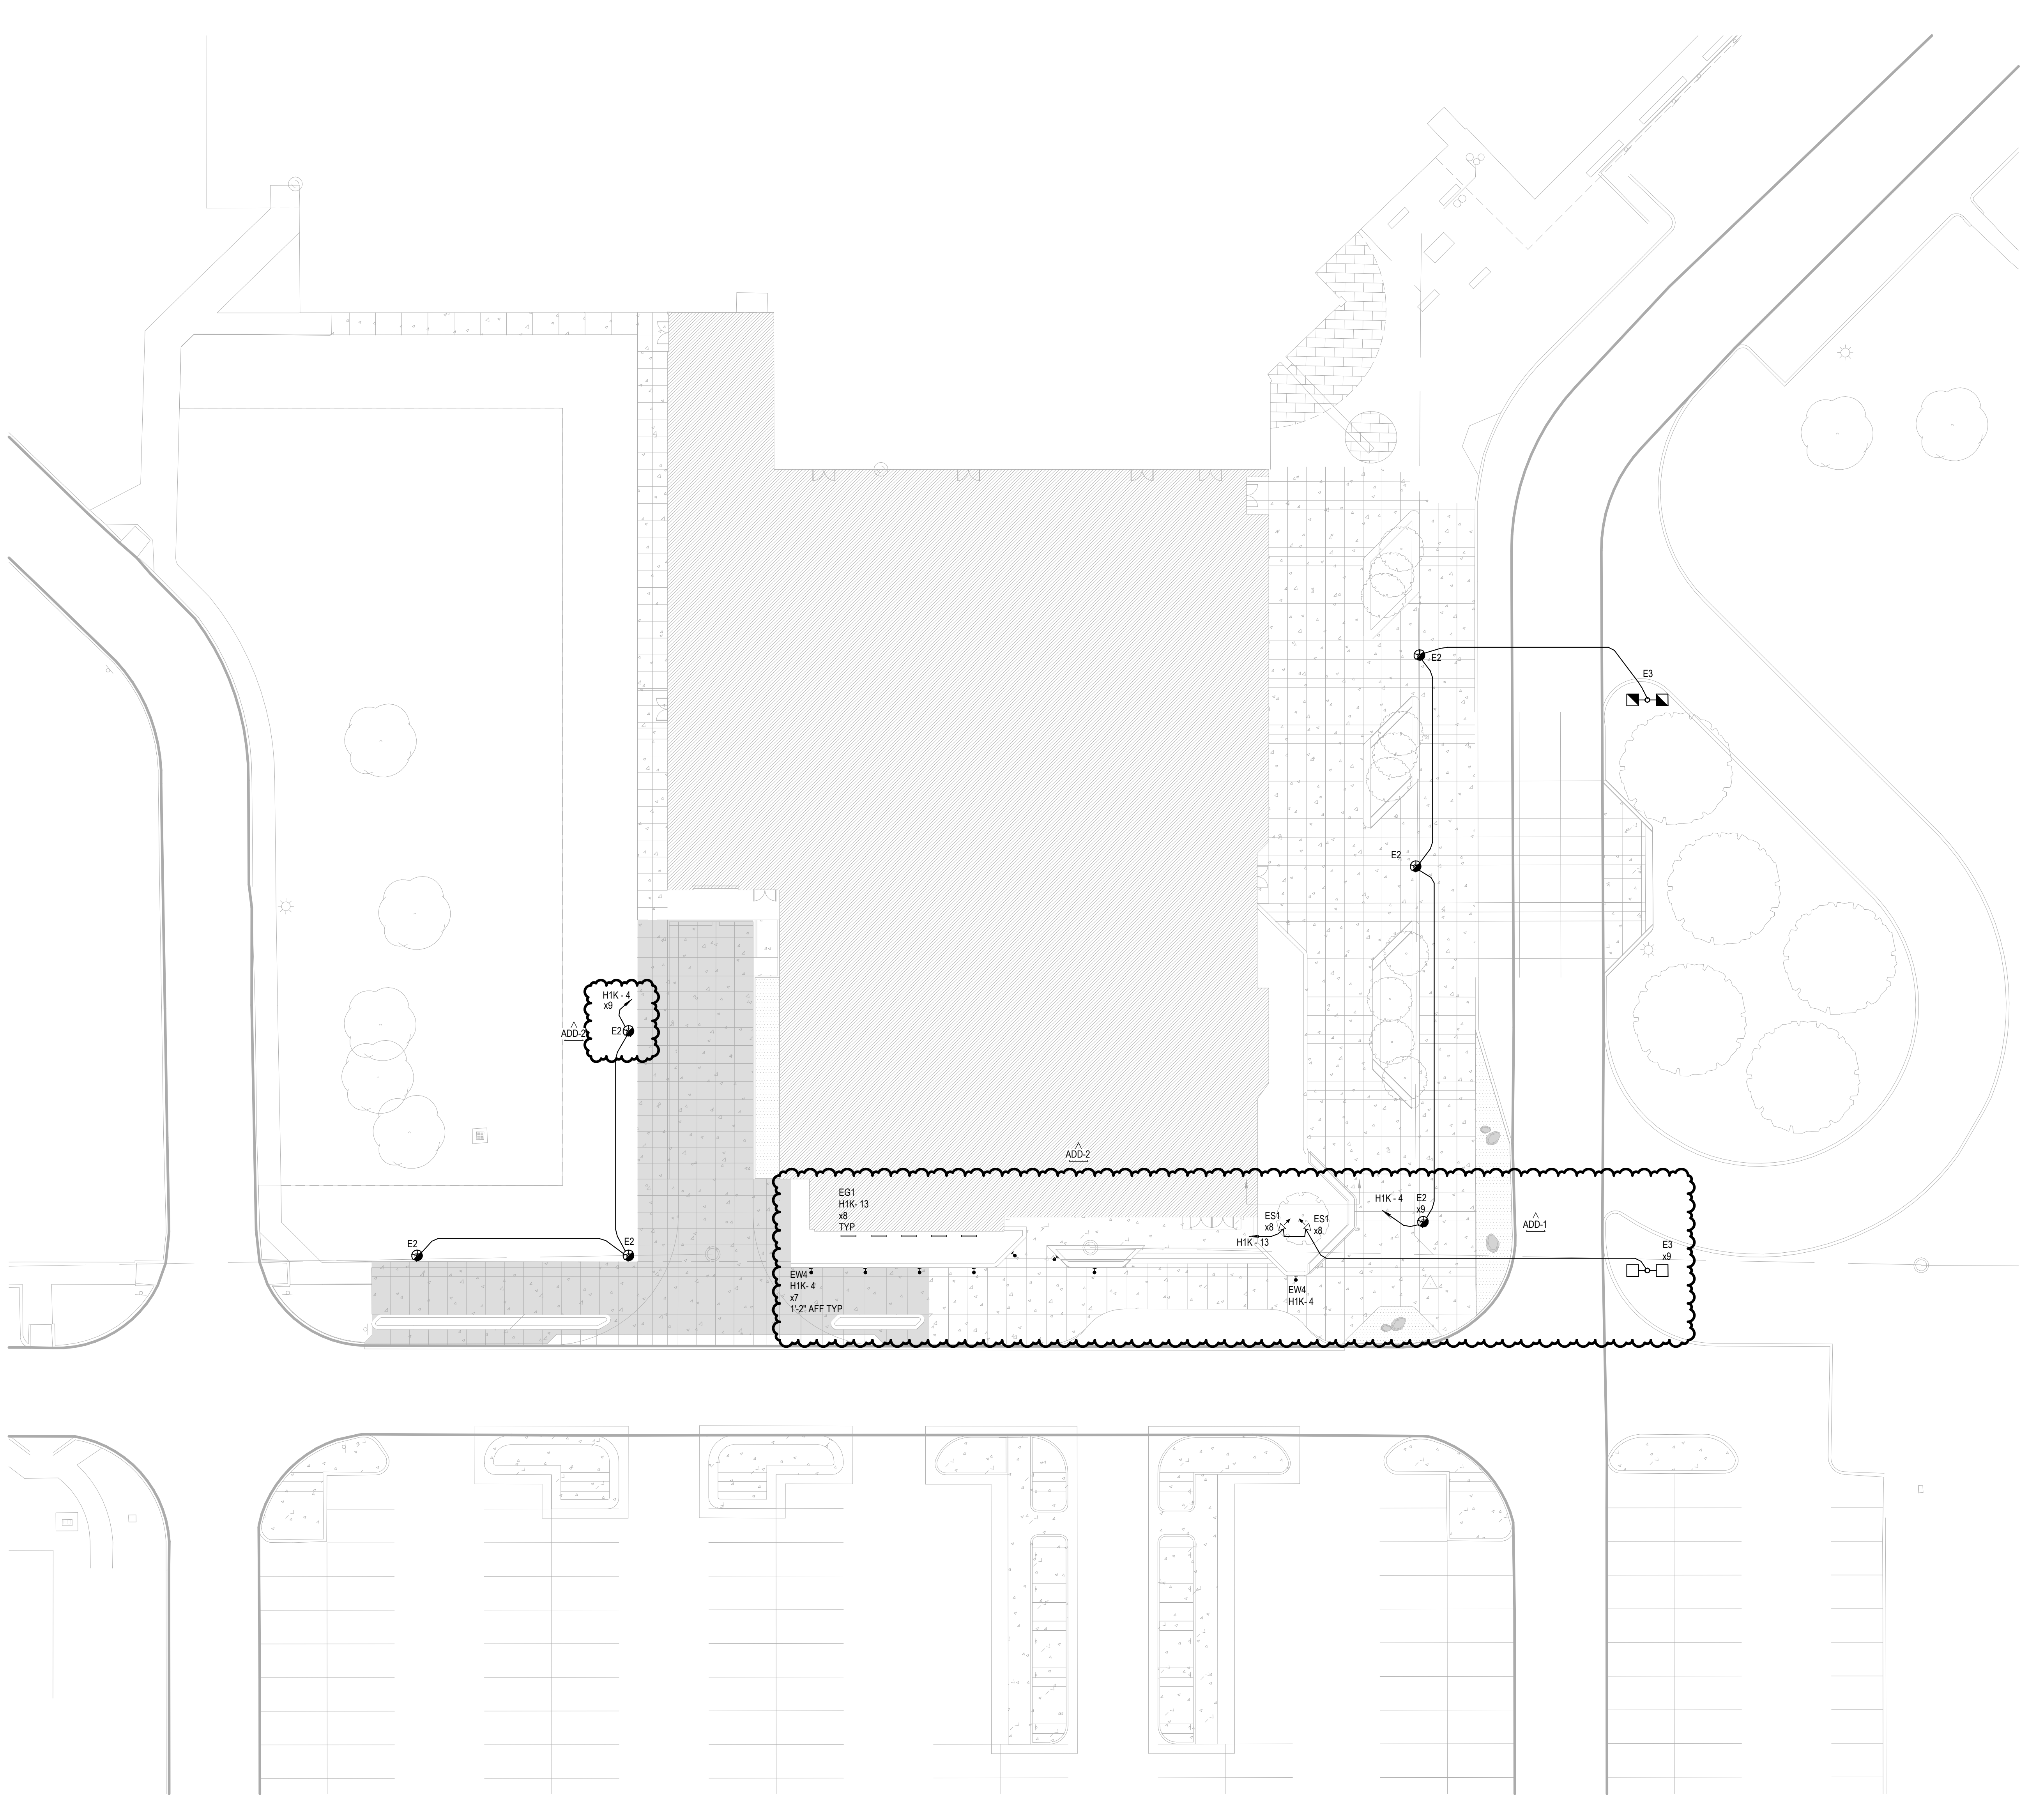 E2
E3
E2
H1K - 4
x9
E2
ADD-2
ADD-2
EG1
H1K- 13
x8
TYP
ES1
x8
ES1
x8
H1K - 13
H1K - 4
E2
x9
ADD-1
E2
E2
E3
x9
EW4
H1K- 4
x7
1'-2" AFF TYP
EW4
H1K- 4